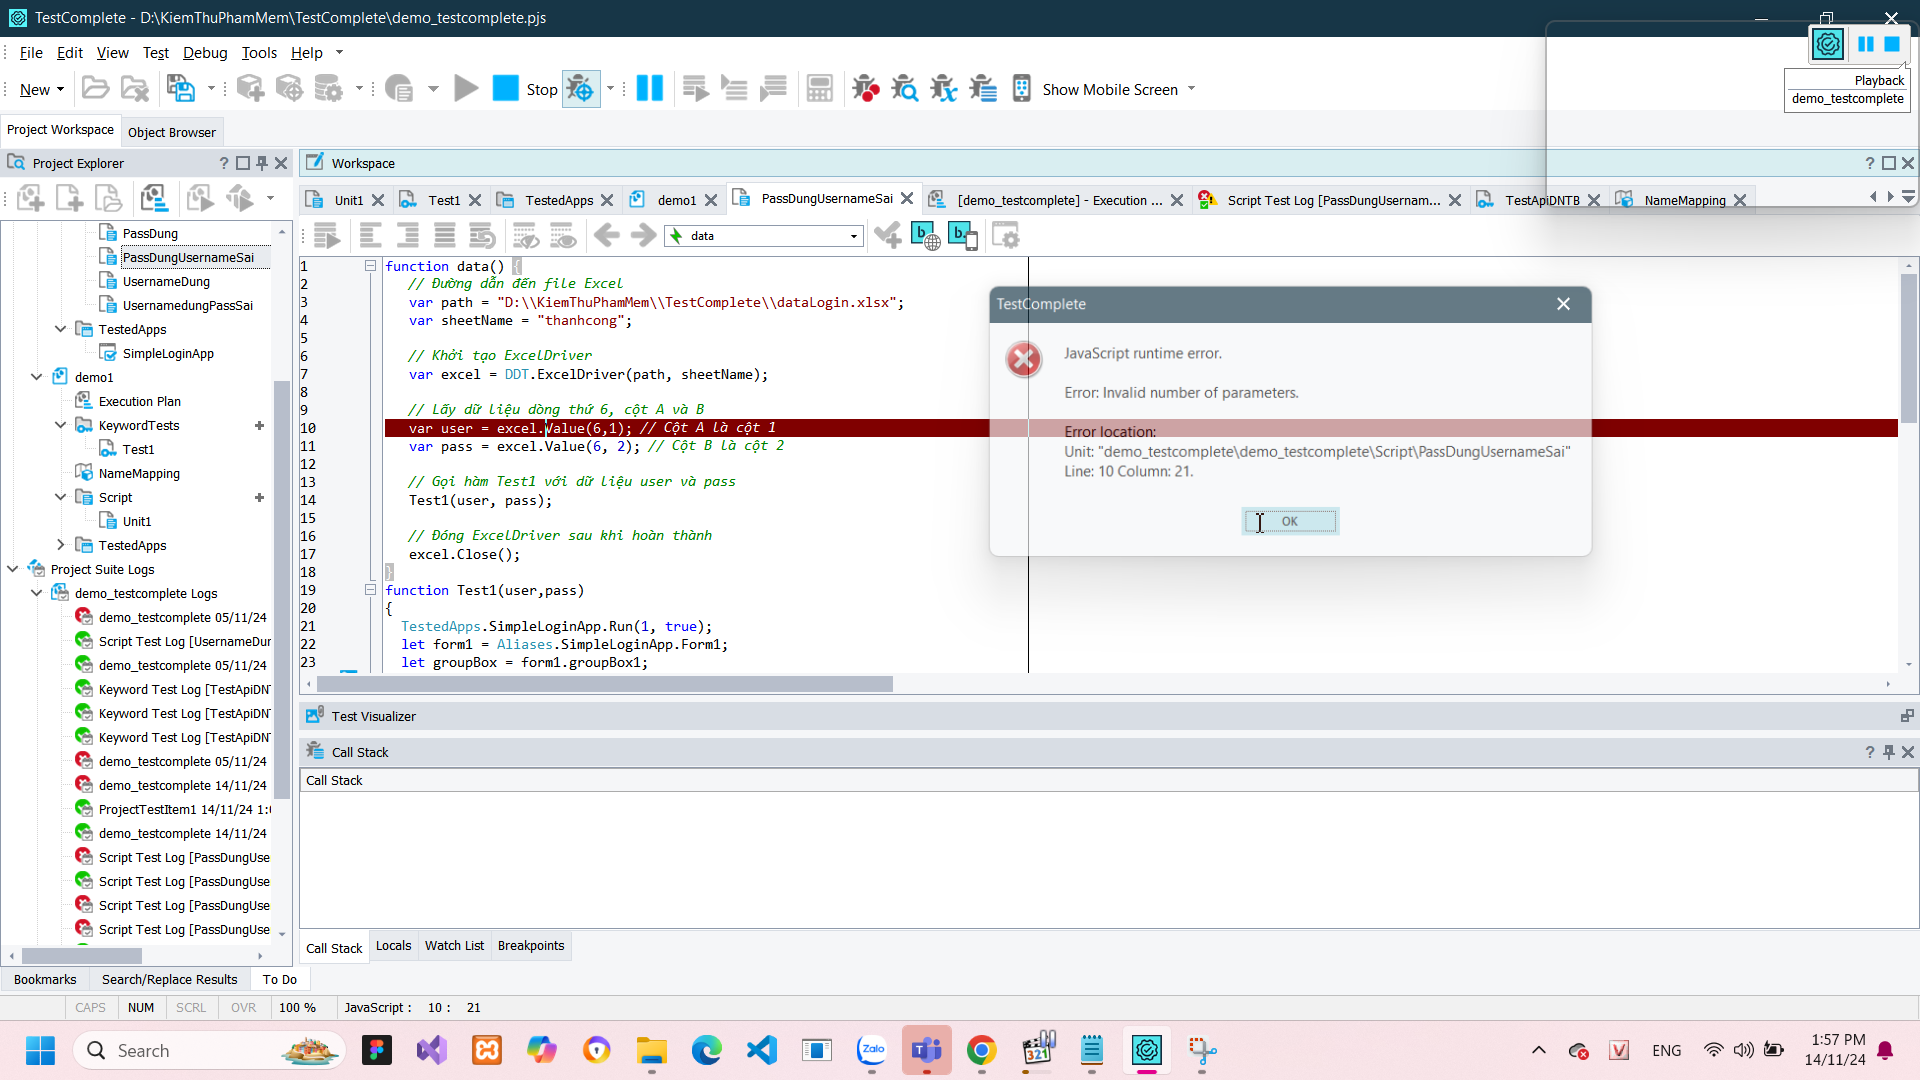 TestComplete - D:\KiemThuPhamMem\TestComplete\demo_testcomplete.pjs
File Edit View Test Debug Tools Help
New Stop Show Mobile Screen
Playback
demo_testcomplete
Project Workspace Object Browser
Project Explorer
Workspace
Unit1 Test1 TestedApps demo1 PassDungUsernameSai [demo_testcomplete] - Execution ... Script Test Log [PassDungUsernam... TestApiDNTB NameMapping
data
PassDung
PassDungUsernameSai
UsernameDung
UsernamedungPassSai
TestedApps
SimpleLoginApp
demo1
Execution Plan
KeywordTests
Test1
NameMapping
Script
Unit1
TestedApps
Project Suite Logs
demo_testcomplete Logs
demo_testcomplete 05/11/24
Script Test Log [UsernameDur
demo_testcomplete 05/11/24
Keyword Test Log [TestApiDN
Keyword Test Log [TestApiDN
Keyword Test Log [TestApiDN
demo_testcomplete 05/11/24
demo_testcomplete 14/11/24
ProjectTestItem1 14/11/24 1:
demo_testcomplete 14/11/24
Script Test Log [PassDungUse
Script Test Log [PassDungUse
Script Test Log [PassDungUse
Script Test Log [PassDungUse
1 function data() {
2 // Đường dẫn đến file Excel
3 var path = "D:\\KiemThuPhamMem\\TestComplete\\dataLogin.xlsx";
4 var sheetName = "thanhcong";
5
6 // Khởi tạo ExcelDriver
7 var excel = DDT.ExcelDriver(path, sheetName);
8
9 // Lấy dữ liệu dòng thứ 6, cột A và B
10 var user = excel.Value(6,1); // Cột A là cột 1
11 var pass = excel.Value(6, 2); // Cột B là cột 2
12
13 // Gọi hàm Test1 với dữ liệu user và pass
14 Test1(user, pass);
15
16 // Đóng ExcelDriver sau khi hoàn thành
17 excel.Close();
18 }
19 function Test1(user,pass)
20 {
21 TestedApps.SimpleLoginApp.Run(1, true);
22 let form1 = Aliases.SimpleLoginApp.Form1;
23 let groupBox = form1.groupBox1;
TestComplete
JavaScript runtime error.
Error: Invalid number of parameters.
Error location:
Unit: "demo_testcomplete\demo_testcomplete\Script\PassDungUsernameSai"
Line: 10 Column: 21.
OK
Test Visualizer
Call Stack
Call Stack
Call Stack Locals Watch List Breakpoints
Bookmarks Search/Replace Results To Do
CAPS NUM SCRL OVR 100 % JavaScript : 10 : 21
Search
Zalo
321
ENG
1:57 PM
14/11/24